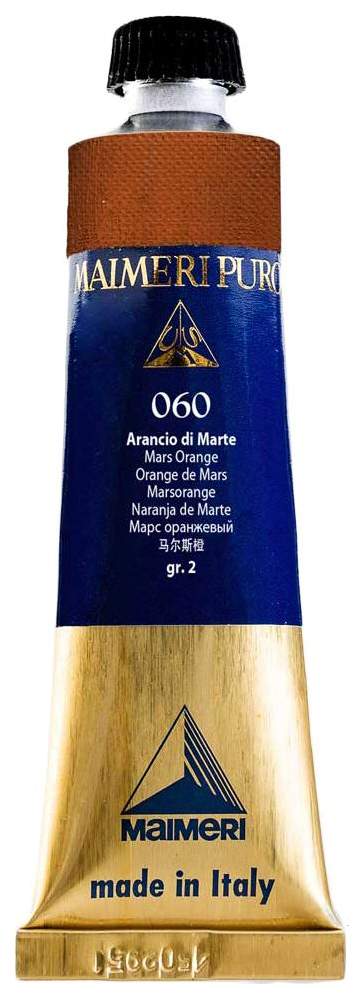 MAIMERI PURO
060
Arancio di Marte
Mars Orange
Orange de Mars
Marsorange
Naranja de Marte
Марс оранжевый
马尔斯橙
gr. 2
MAIMERI
made in Italy